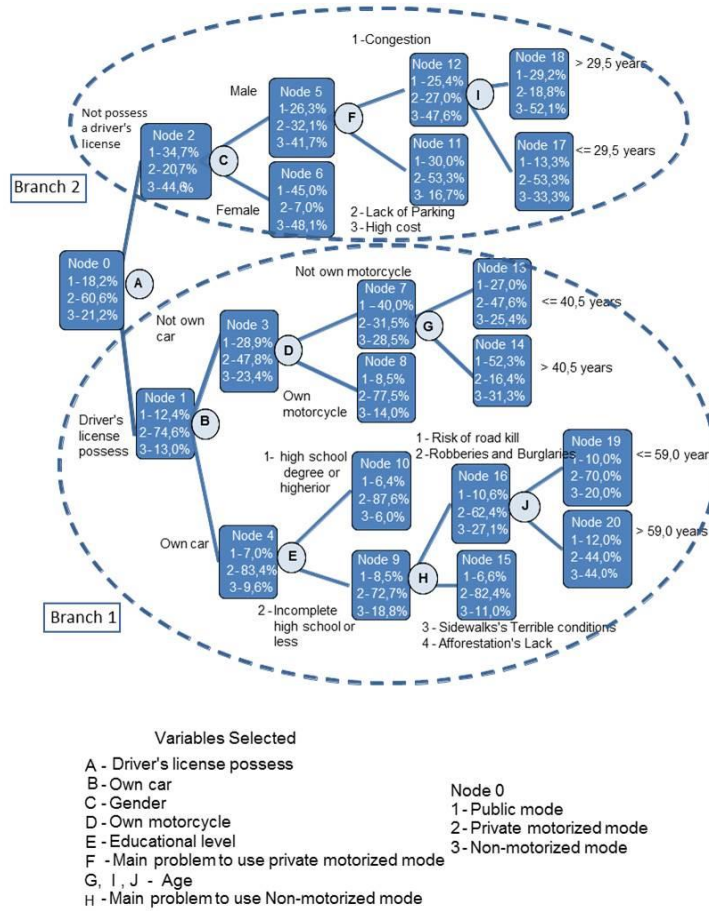 1-Congestion
Node 18
1-29,2%
2-18,8%
3-52,1%
> 29,5 years
Node 12
1-25,4%
2-27,0%
3-47,6%
I
Male
Node 5
1-26,3%
2-32,1%
3-41,7%
F
Not possess
a driver's
license
Node 2
1-34,7%
2-20,7%
3-44,6%
C
Node 17
1-13,3%
2-53,3%
3-33,3%
<= 29,5 years
Node 11
1-30,0%
2-53,3%
3- 16,7%
Node 6
1-45,0%
2-7,0%
3-48,1%
Female
2- Lack of Parking
3- High cost
Branch 2
Node 0
1-18,2%
2-60,6%
3-21,2%
A
Not own motorcycle
Node 13
1-27,0%
2-47,6%
3-25,4%
<= 40,5 years
Node 7
1 -40,0%
2-31,5%
3-28,5%
G
Not own
car
Node 3
1-28,9%
2-47,8%
3-23,4%
D
Node 14
1-52,3%
2-16,4%
3-31,3%
> 40,5 years
Node 8
1-8,5%
2-77,5%
3-14,0%
Own
motorcycle
Node 1
1-12,4%
2-74,6%
3-13,0%
B
Driver's
license
possess
1 - Risk of road kill
2-Robberies and Burglaries
Node 19
1-10,0%
2-70,0%
3-20,0%
<= 59,0 year
1- high school
degree or
higherior
Node 10
1-6,4%
2-87,6%
3-6,0%
Node 16
1-10,6%
2-62,4%
3-27,1%
J
Node 20
1-12,0%
2-44,0%
3-44,0%
> 59,0 years
Own car
Node 4
1-7,0%
2-83,4%
3-9,6%
E
Node 9
1-8,5%
2-72,7%
3-18,8%
H
Node 15
1-6,6%
2-82,4%
3-11,0%
2 - Incomplete
high school or
less
3 - Sidewalks's Terrible conditions
4 - Afforestation's Lack
Branch 1
Variables Selected
A - Driver's license possess
B - Own car
C - Gender
D - Own motorcycle
E - Educational level
F - Main problem to use private motorized mode
G, I , J - Age
H - Main problem to use Non-motorized mode
Node 0
1 - Public mode
2 - Private motorized mode
3 - Non-motorized mode